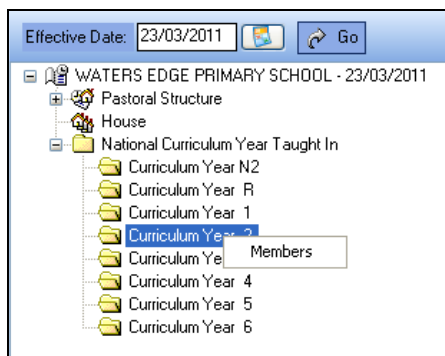 Effective Date: 23/03/2011 Go
WATERS EDGE PRIMARY SCHOOL - 23/03/2011
Pastoral Structure
House
National Curriculum Year Taught In
Curriculum Year N2
Curriculum Year R
Curriculum Year 1
Curriculum Year 2
Members
Curriculum Ye
Curriculum Year 4
Curriculum Year 5
Curriculum Year 6